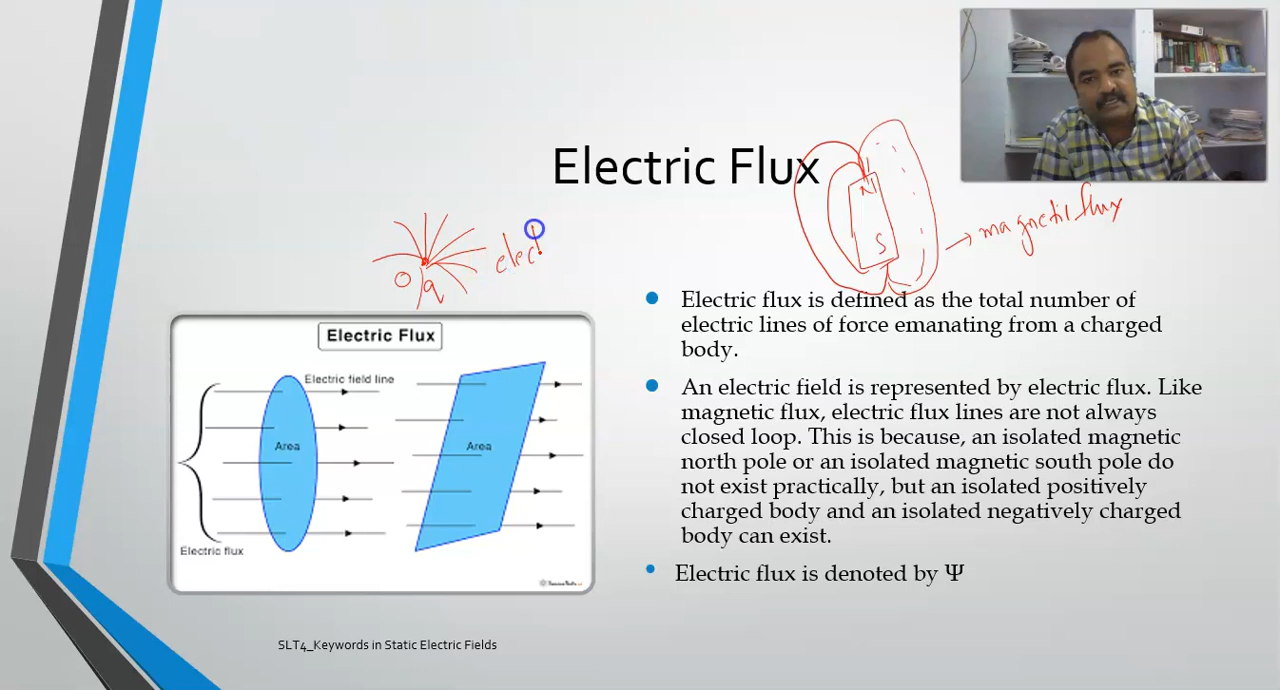 Electric Flux
N
S
magnetic flux
elect
q
Electric Flux
Electric field line
Area
Area
Electric flux
Electric flux is defined as the total number of
electric lines of force emanating from a charged
body.
An electric field is represented by electric flux. Like
magnetic flux, electric flux lines are not always
closed loop. This is because, an isolated magnetic
north pole or an isolated magnetic south pole do
not exist practically, but an isolated positively
charged body and an isolated negatively charged
body can exist.
Electric flux is denoted by Ψ
SLT4_Keywords in Static Electric Fields